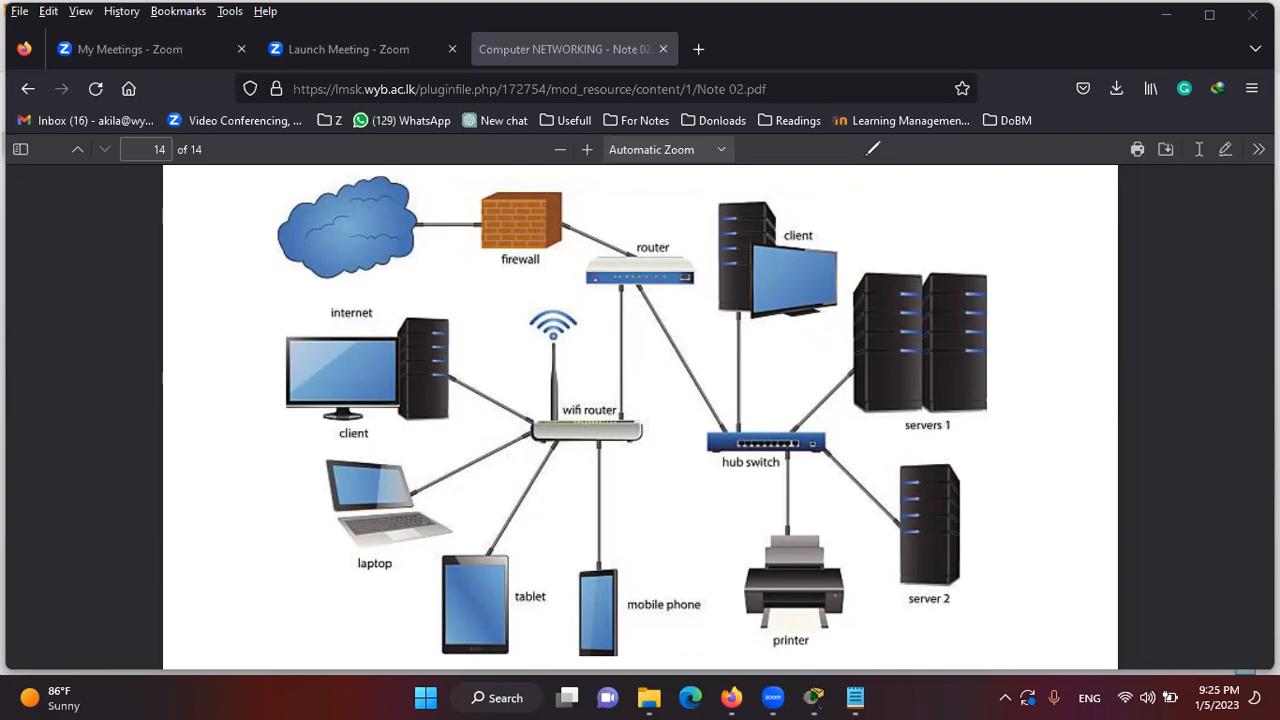 File Edit View History Bookmarks Tools Help
My Meetings - Zoom
Launch Meeting - Zoom
Computer NETWORKING - Note 02.
https://lmsk.wyb.ac.lk/pluginfile.php/172754/mod_resource/content/1/Note 02.pdf
Inbox (16) - akila@wy... Video Conferencing, ... Z (129) WhatsApp New chat Usefull For Notes Donloads Readings Learning Managemen... DoBM
14 of 14 Automatic Zoom
firewall
router
client
internet
wifi router
client
servers 1
hub switch
laptop
tablet
mobile phone
server 2
printer
86°F
Sunny
Search
zoom
ENG
9:25 PM
1/5/2023